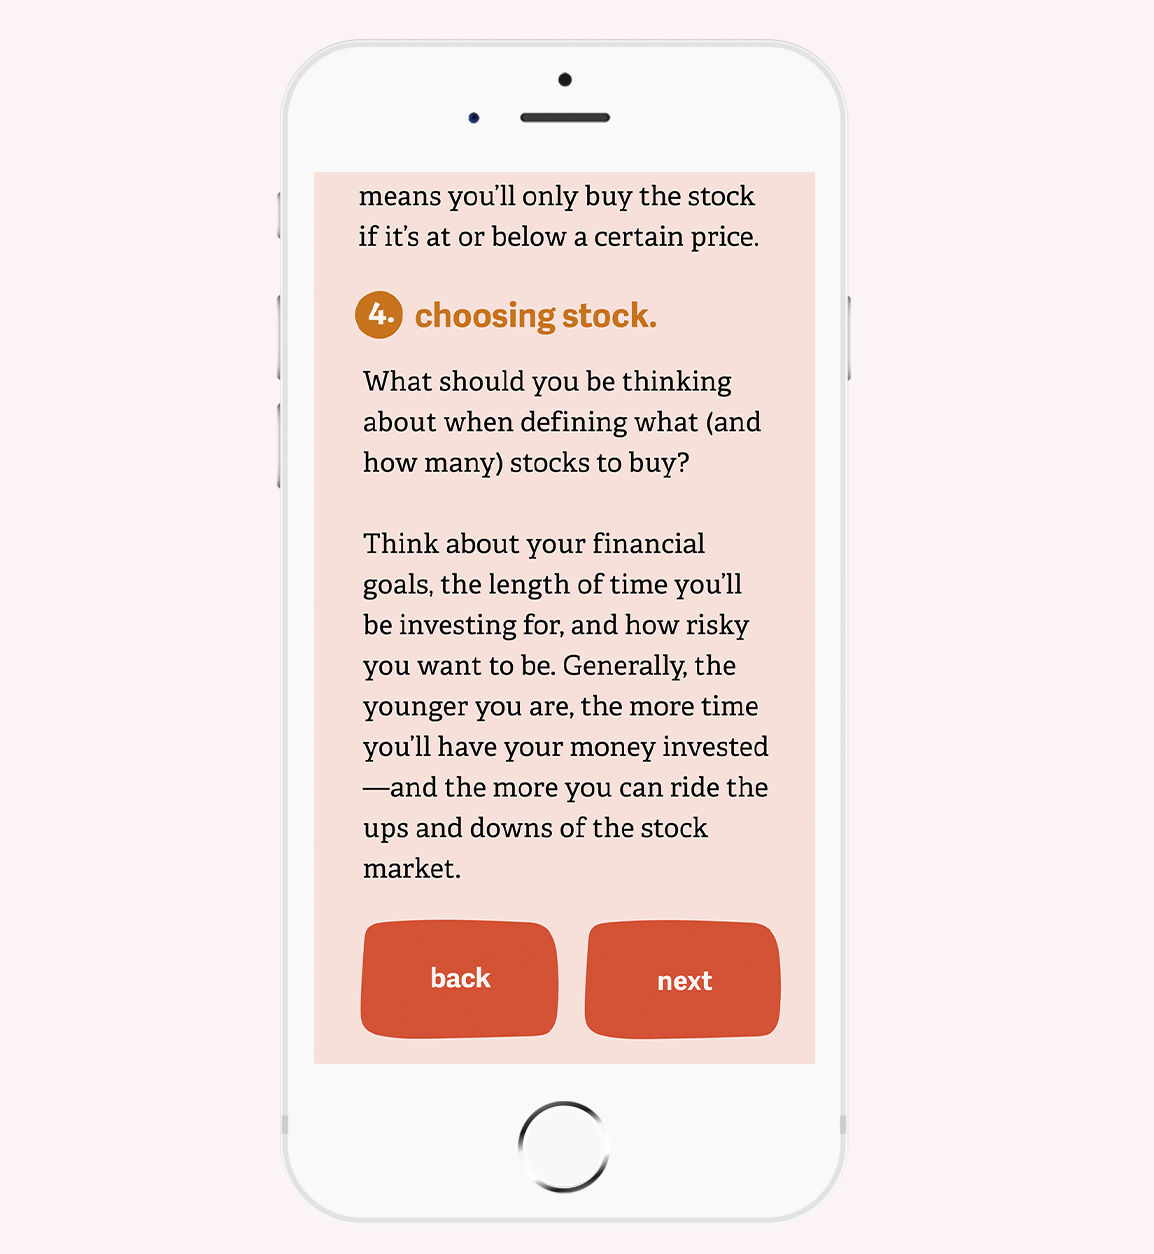 means you’ll only buy the stock
if it’s at or below a certain price.
4. choosing stock.
What should you be thinking
about when defining what (and
how many) stocks to buy?
Think about your financial
goals, the length of time you’ll
be investing for, and how risky
you want to be. Generally, the
younger you are, the more time
you’ll have your money invested
—and the more you can ride the
ups and downs of the stock
market.
back
next